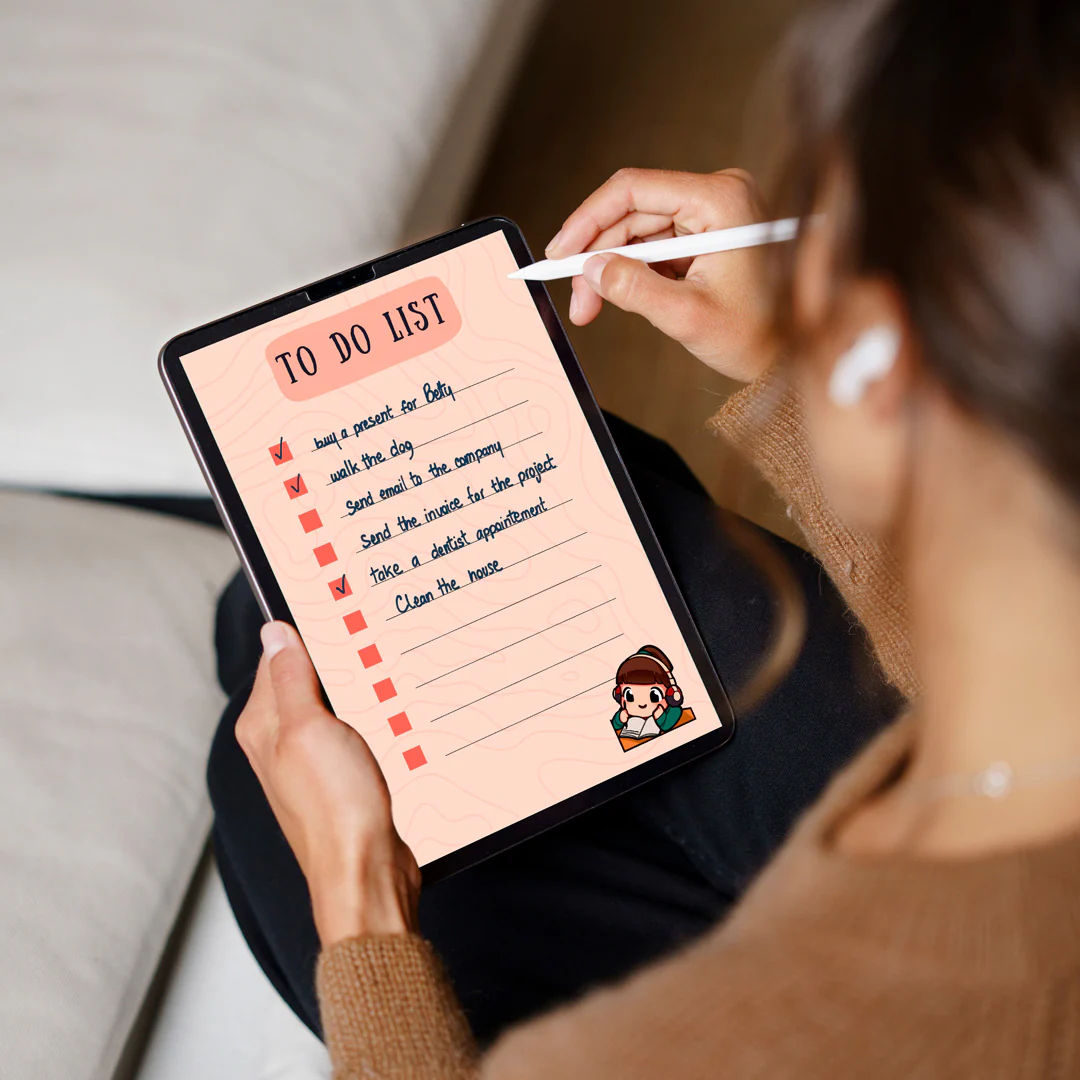 TO DO LIST
buy a present for Betty
walk the dog
Send email to the company
Send the invoice for the project
take a dentist appointement
Clean the house